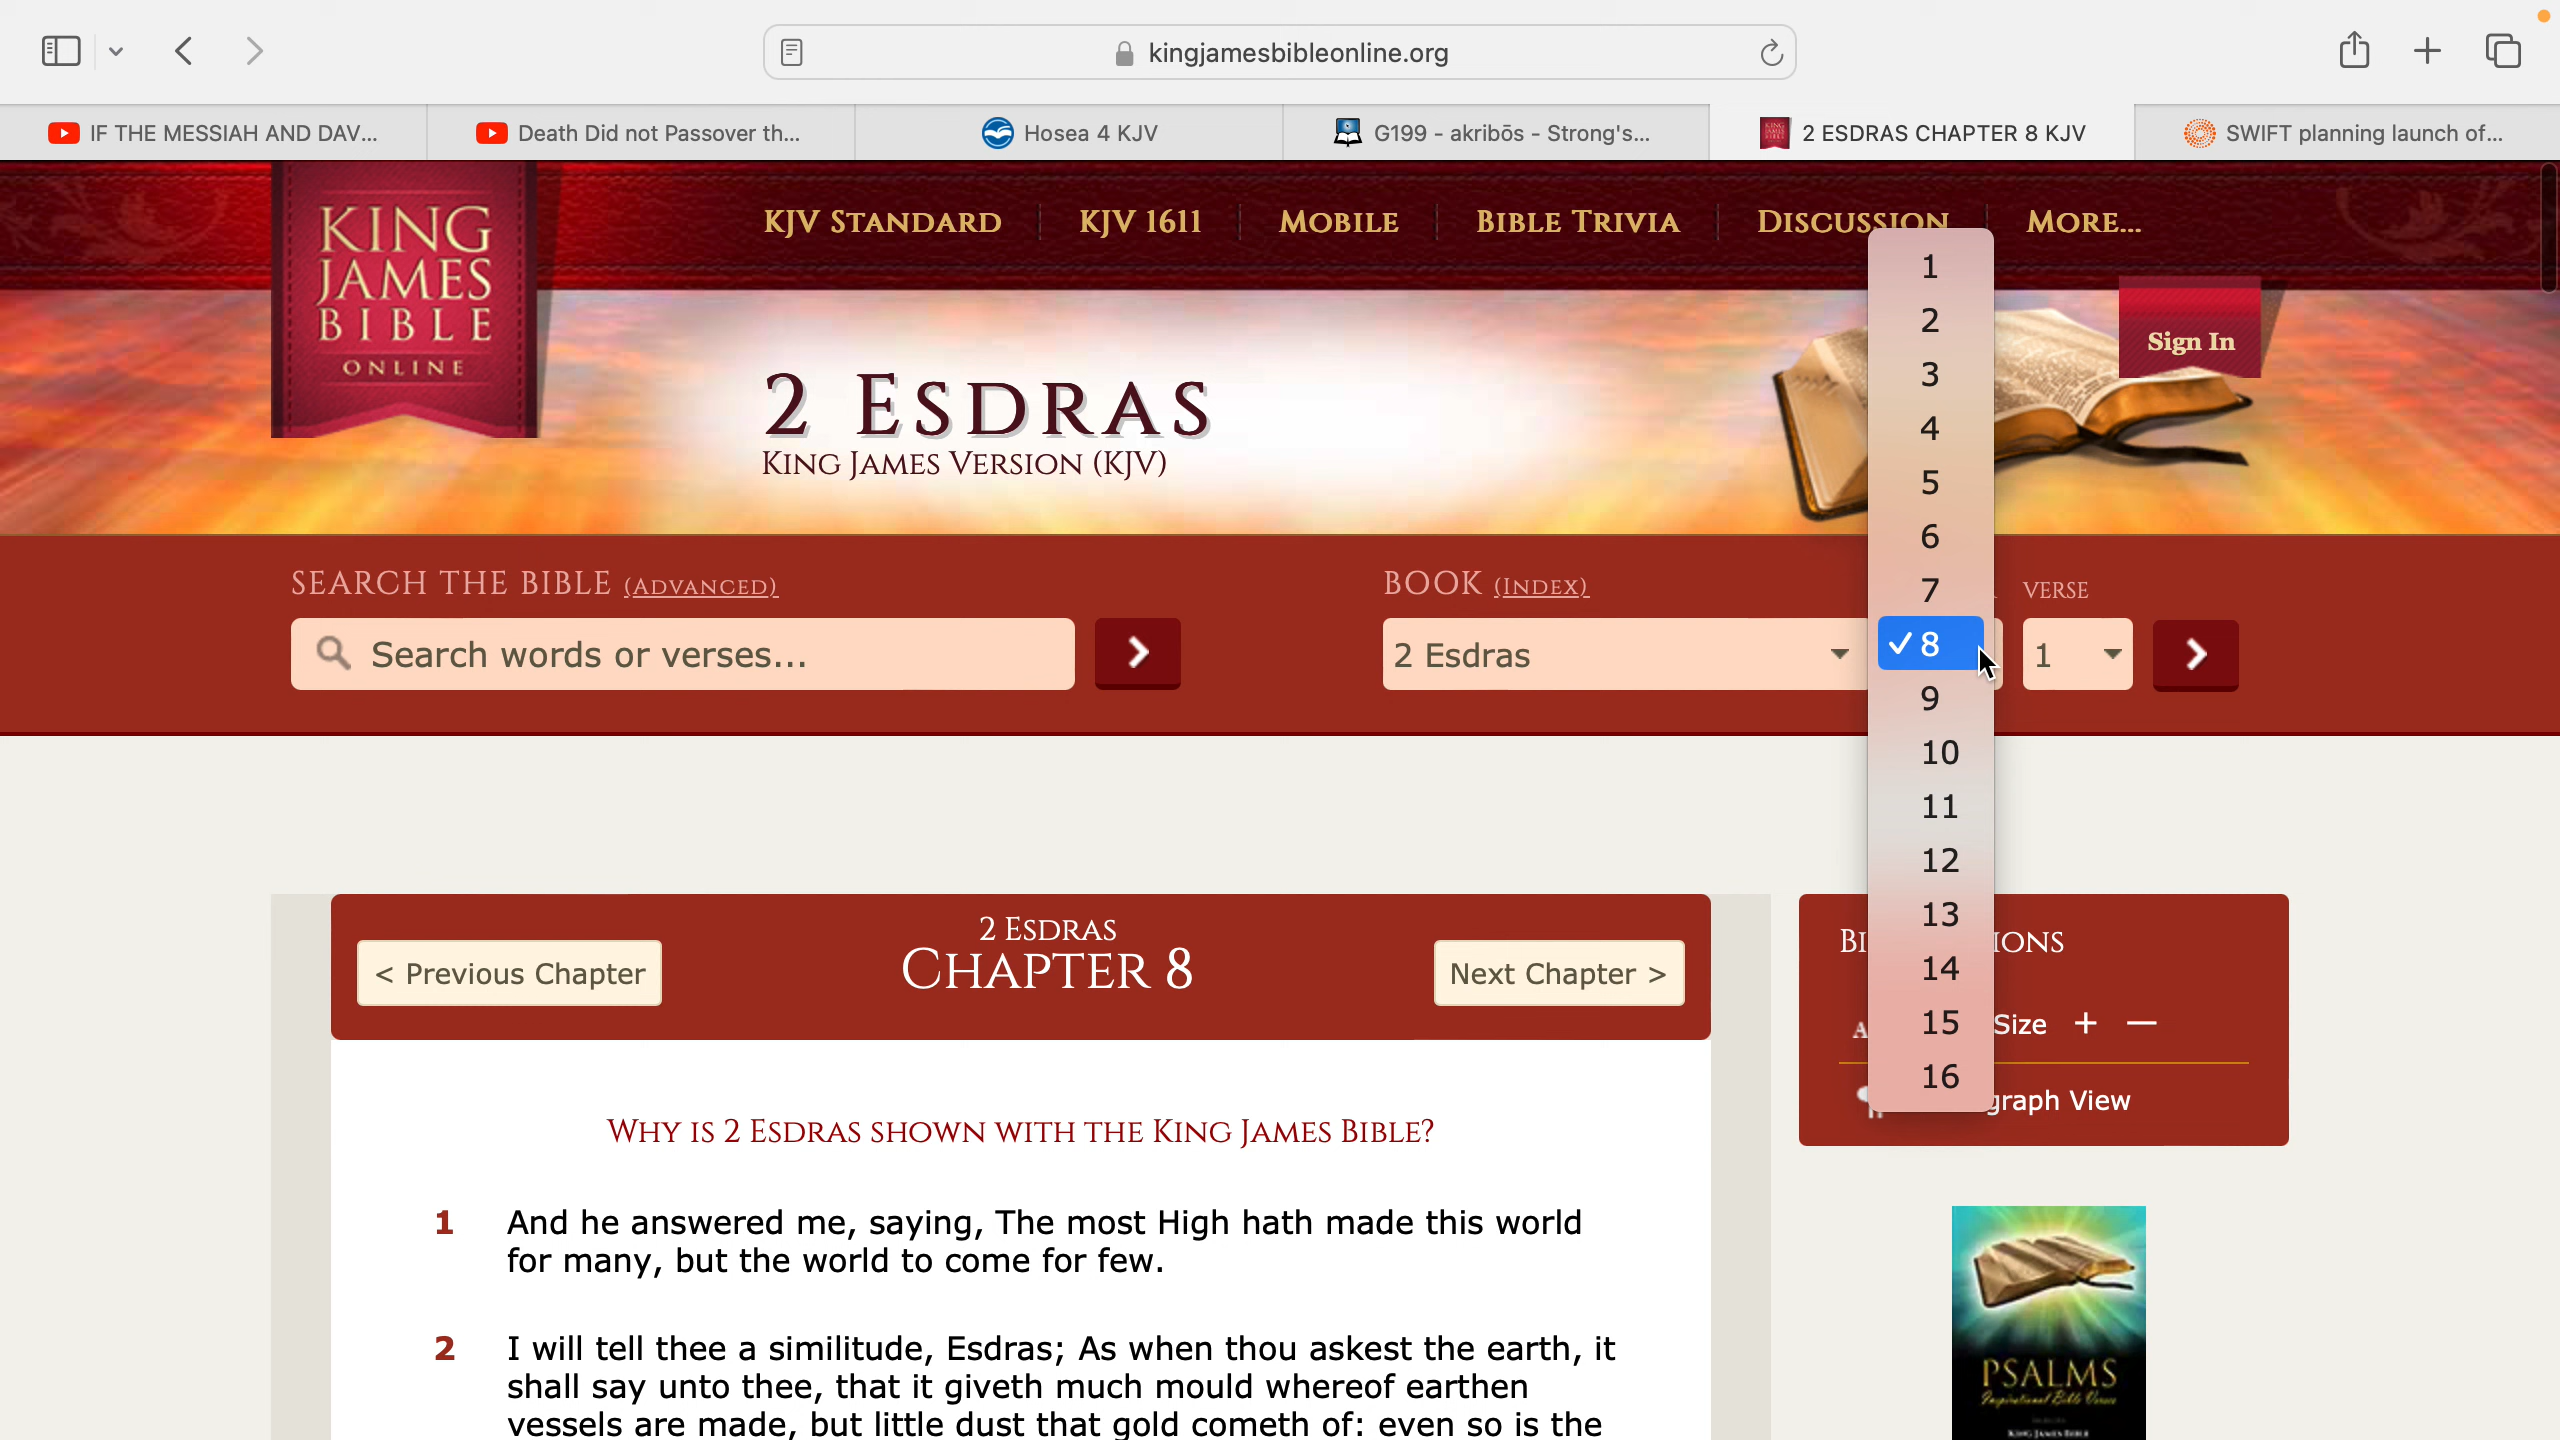 kingjamesbibleonline.org
IF THE MESSIAH AND DAV...
Death Did not Passover th...
Hosea 4 KJV
G199 - akribōs - Strong's...
2 ESDRAS CHAPTER 8 KJV
SWIFT planning launch of...
KING
JAMES
BIBLE
ONLINE
KJV STANDARD
KJV 1611
MOBILE
BIBLE TRIVIA
DISCUSSION
MORE...
Sign In
2 ESDRAS
KING JAMES VERSION (KJV)
SEARCH THE BIBLE (ADVANCED)
Search words or verses...
BOOK (INDEX)
2 Esdras
VERSE
1
1
2
3
4
5
6
7
✓ 8
9
10
11
12
13
14
15
16
< Previous Chapter
2 ESDRAS
CHAPTER 8
Next Chapter >
BI
IONS
A
Size + —
graph View
WHY IS 2 ESDRAS SHOWN WITH THE KING JAMES BIBLE?
1 And he answered me, saying, The most High hath made this world
for many, but the world to come for few.
2 I will tell thee a similitude, Esdras; As when thou askest the earth, it
shall say unto thee, that it giveth much mould whereof earthen
vessels are made, but little dust that gold cometh of: even so is the
PSALMS
Inspirational Bible Verses
KING JAMES BIBLE